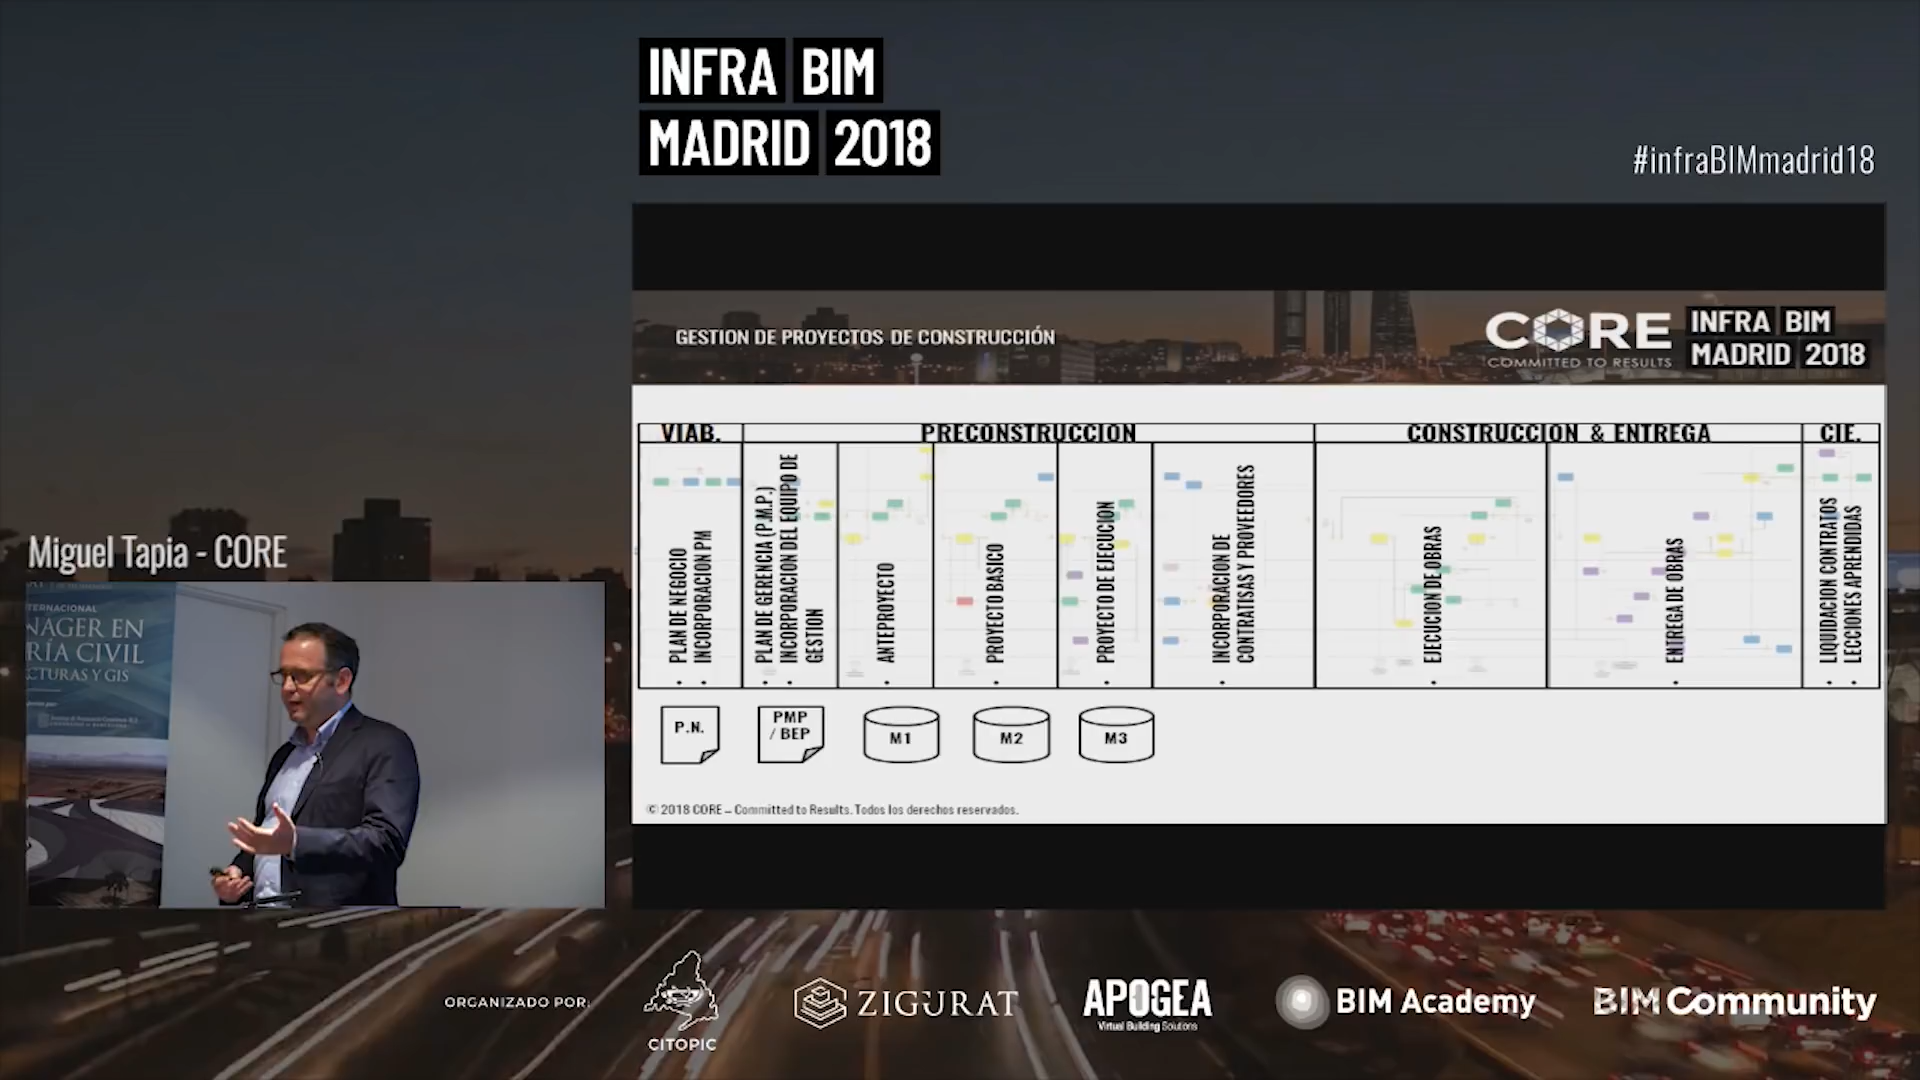 INFRA BIM
MADRID 2018
#infraBIMmadrid18
GESTION DE PROYECTOS DE CONSTRUCCIÓN
CORE
COMMITTED TO RESULTS
INFRA BIM
MADRID 2018
VIAB.
PRECONSTRUCCION
CONSTRUCCION & ENTREGA
CIE.
PLAN DE NEGOCIO
INCORPORACION PM
PLAN DE GERENCIA (P.M.P.)
INCORPORACION DEL EQUIPO DE
GESTION
ANTEPROYECTO
PROYECTO BASICO
PROYECTO DE EJECUCION
INCORPORACION DE
CONTRATISAS Y PROVEEDORES
EJECUCION DE OBRAS
ENTREGA DE OBRAS
LIQUIDACION CONTRATOS
LECCIONES APRENDIDAS
P.N.
PMP
/ BEP
M1
M2
M3
© 2018 CORE – Committed to Results. Todos los derechos reservados.
Miguel Tapia - CORE
TERNACIONAL
NAGER EN
RÍA CIVIL
CTURAS Y GIS
ORGANIZADO POR:
CITOPIC
ZIGURAT
APOGEA
Virtual Building Solutions
BIM Academy
BIM Community